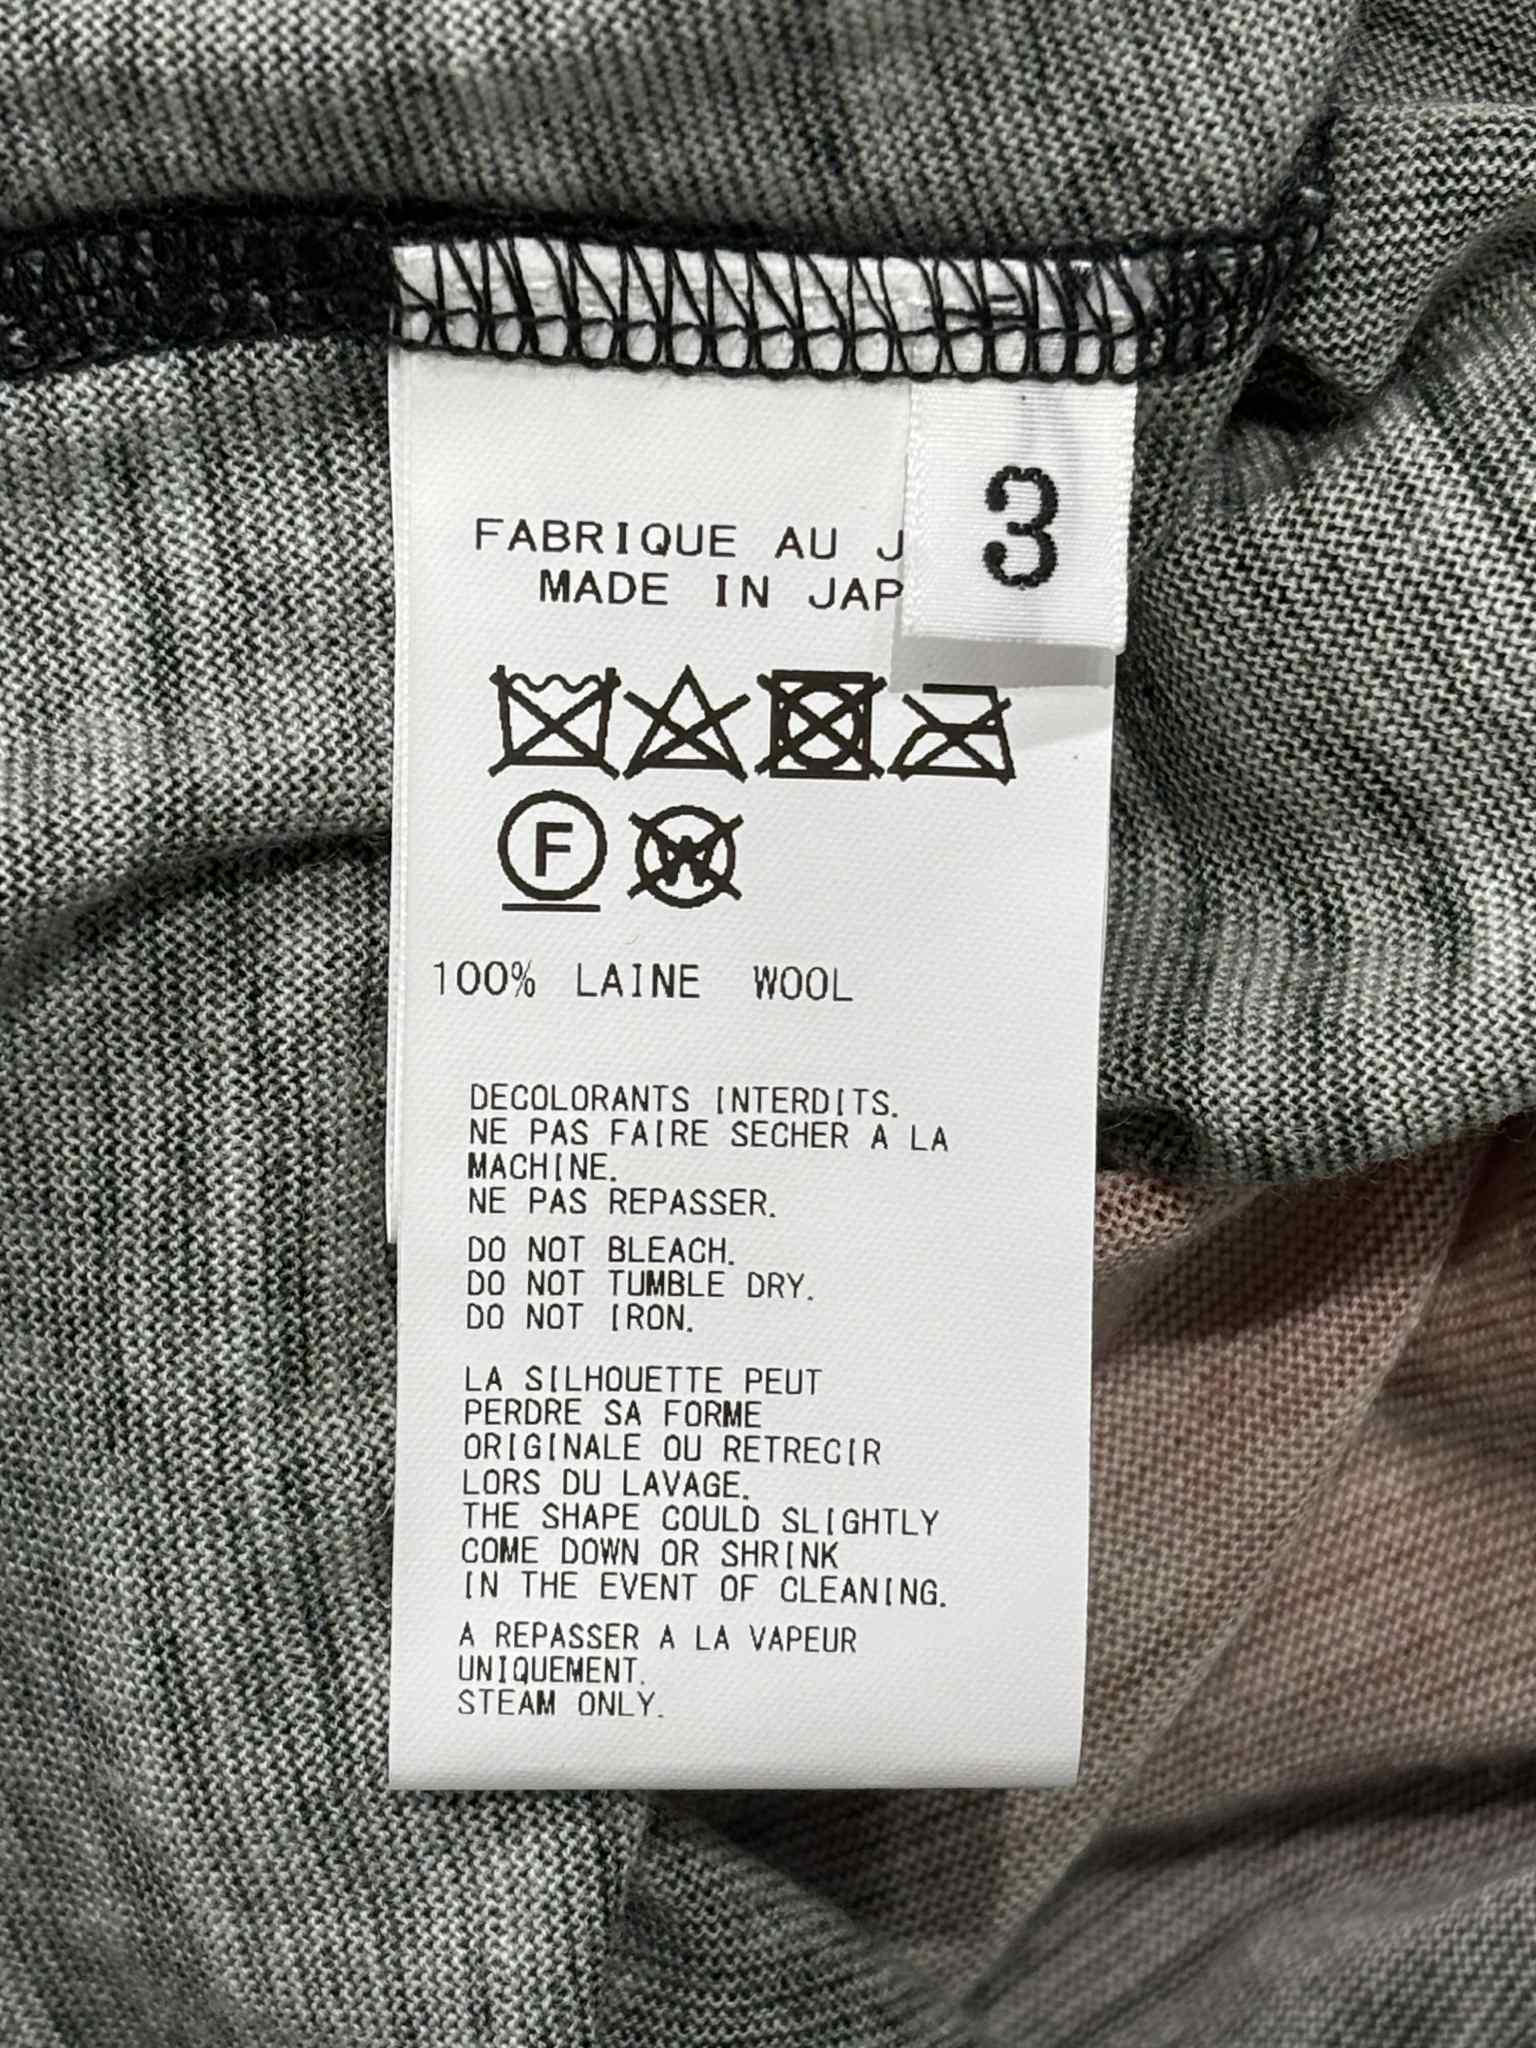 FABRIQUE AU J
MADE IN JAP
3
F
W
100% LAINE WOOL
DECOLORANTS INTERDITS.
NE PAS FAIRE SECHER A LA
MACHINE.
NE PAS REPASSER.
DO NOT BLEACH.
DO NOT TUMBLE DRY.
DO NOT IRON.
LA SILHOUETTE PEUT
PERDRE SA FORME
ORIGINALE OU RETRECIR
LORS DU LAVAGE.
THE SHAPE COULD SLIGHTLY
COME DOWN OR SHRINK
IN THE EVENT OF CLEANING.
A REPASSER A LA VAPEUR
UNIQUEMENT.
STEAM ONLY.